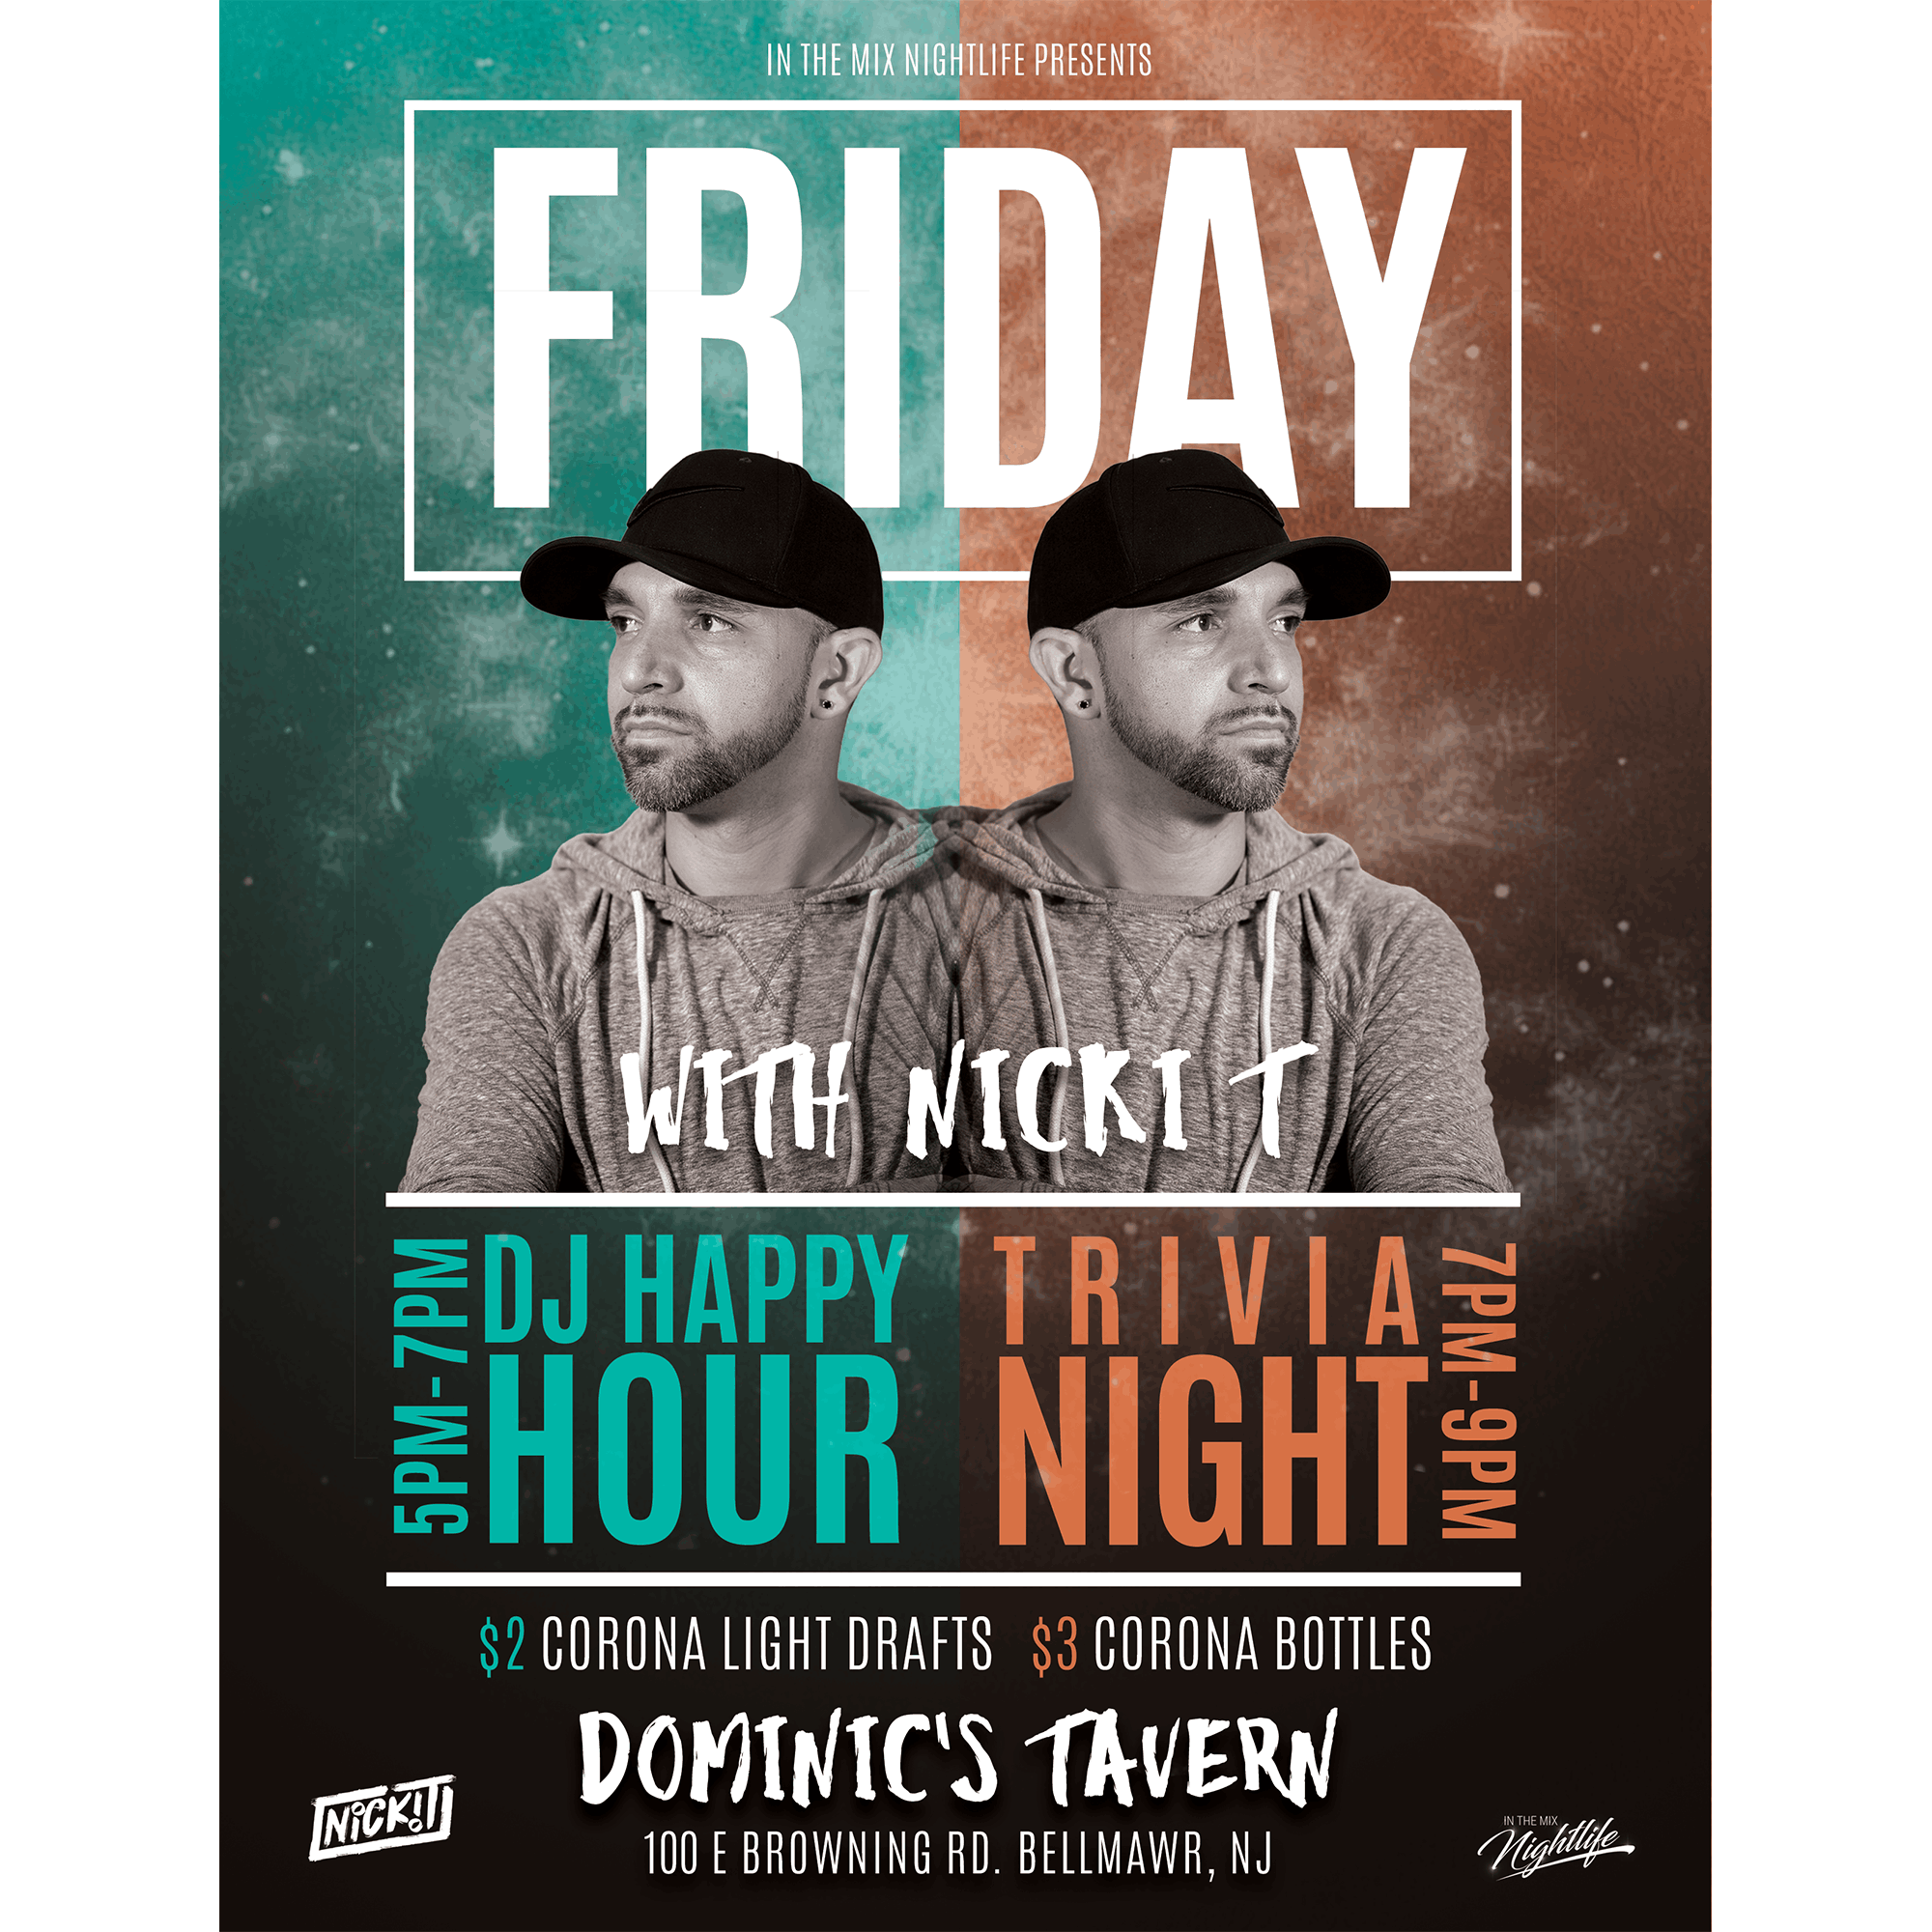 IN THE MIX NIGHTLIFE PRESENTS
FRIDAY
WITH NICKI T
5PM-7PM
DJ HAPPY
HOUR
TRIVIA
NIGHT
7PM-9PM
$2 CORONA LIGHT DRAFTS $3 CORONA BOTTLES
DOMINIC'S TAVERN
100 E BROWNING RD. BELLMAWR, NJ
NICKIT
IN THE MIX
Nightlife